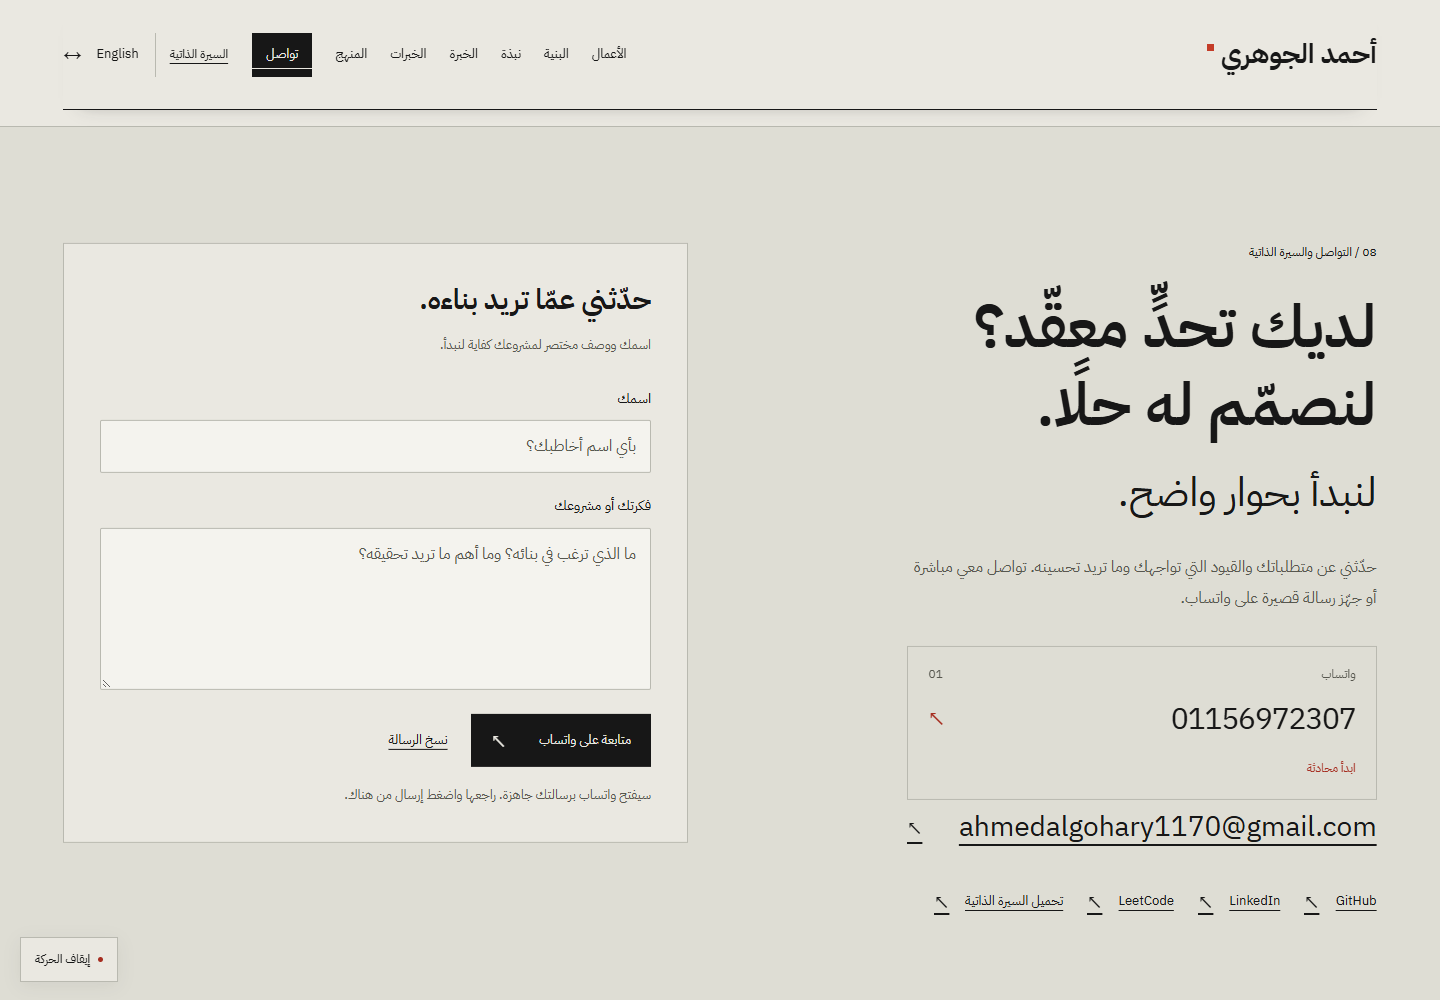 أحمد الجوهري
الأعمال
البنية
نبذة
الخبرة
الخبرات
المنهج
تواصل
السيرة الذاتية
English
08 / التواصل والسيرة الذاتية
لديك تحدٍّ معقّد؟
لنصمّم له حلًا.
لنبدأ بحوار واضح.
حدّثني عن متطلباتك والقيود التي تواجهك وما تريد تحسينه. تواصل معي مباشرة
أو جهّز رسالة قصيرة على واتساب.
واتساب
01
01156972307
ابدأ محادثة
ahmedalgohary1170@gmail.com
GitHub
LinkedIn
LeetCode
تحميل السيرة الذاتية
حدّثني عمّا تريد بناءه.
اسمك ووصف مختصر لمشروعك كفاية لنبدأ.
اسمك
بأي اسم أخاطبك؟
فكرتك أو مشروعك
ما الذي ترغب في بنائه؟ وما أهم ما تريد تحقيقه؟
متابعة على واتساب
نسخ الرسالة
سيفتح واتساب برسالتك جاهزة. راجعها واضغط إرسال من هناك.
إيقاف الحركة